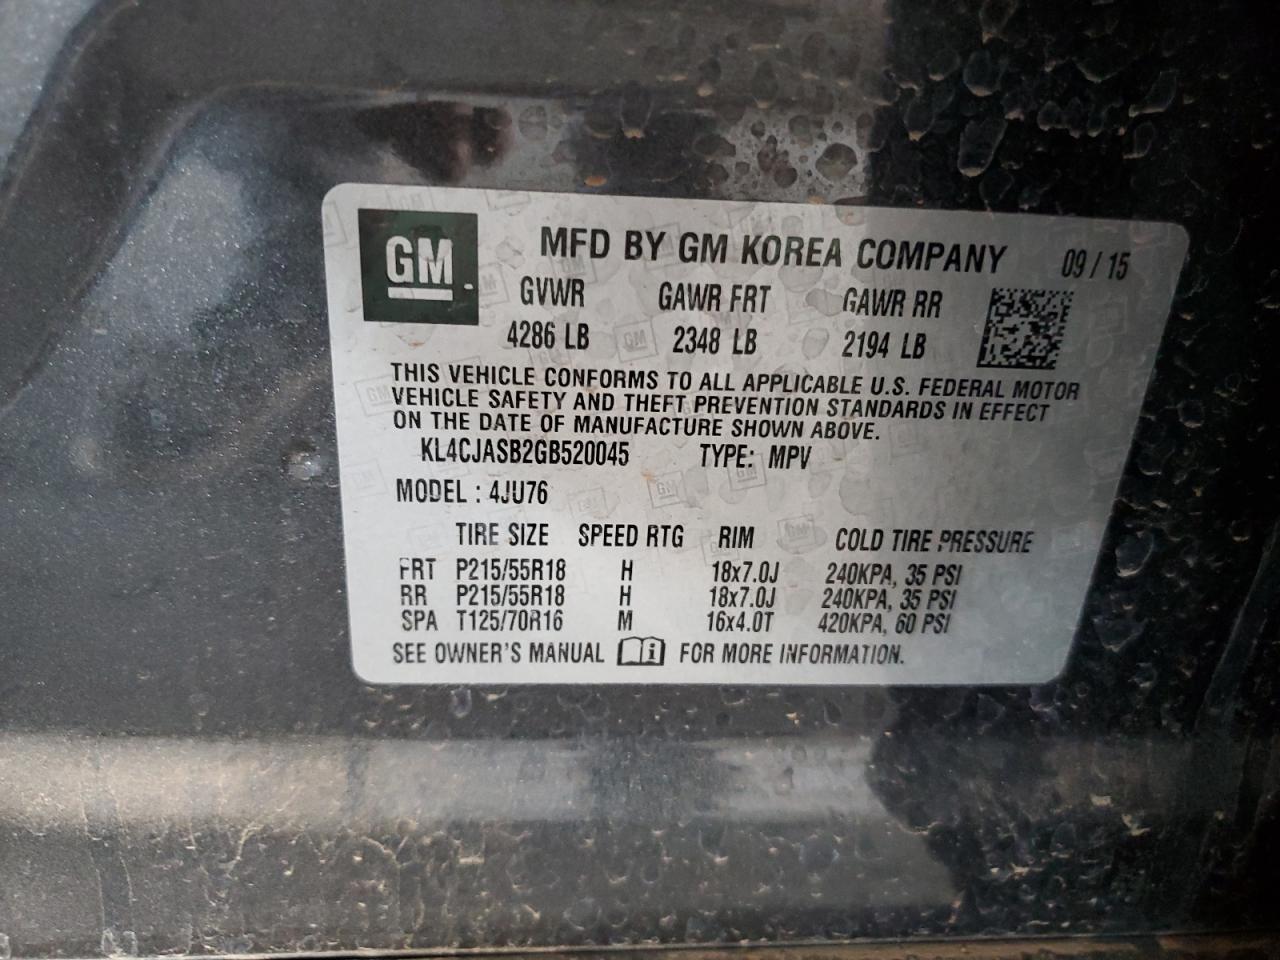 GM
MFD BY GM KOREA COMPANY 09 / 15
GVWR GAWR FRT GAWR RR
4286 LB 2348 LB 2194 LB
THIS VEHICLE CONFORMS TO ALL APPLICABLE U.S. FEDERAL MOTOR
VEHICLE SAFETY AND THEFT PREVENTION STANDARDS IN EFFECT
ON THE DATE OF MANUFACTURE SHOWN ABOVE.
KL4CJASB2GB520045 TYPE: MPV
MODEL : 4JU76
TIRE SIZE SPEED RTG RIM COLD TIRE PRESSURE
FRT P215/55R18 H 18x7.0J 240KPA, 35 PSI
RR P215/55R18 H 18x7.0J 240KPA, 35 PSI
SPA T125/70R16 M 16x4.0T 420KPA, 60 PSI
SEE OWNER'S MANUAL i FOR MORE INFORMATION.